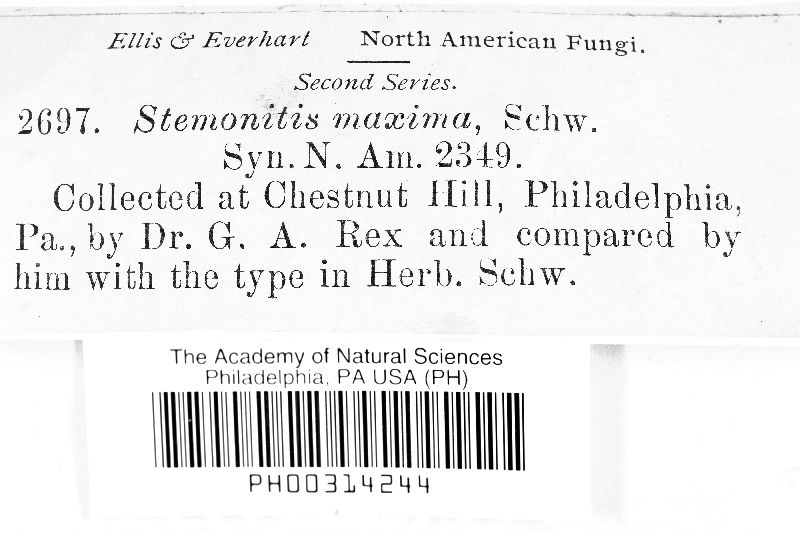 Ellis & Everhart North American Fungi.
Second Series.
2697. Stemonitis maxima, Schw.
Syn. N. Am. 2349.
Collected at Chestnut Hill, Philadelphia,
Pa., by Dr. G. A. Rex and compared by
him with the type in Herb. Schw.
The Academy of Natural Sciences
Philadelphia, PA USA (PH)
PH00314244